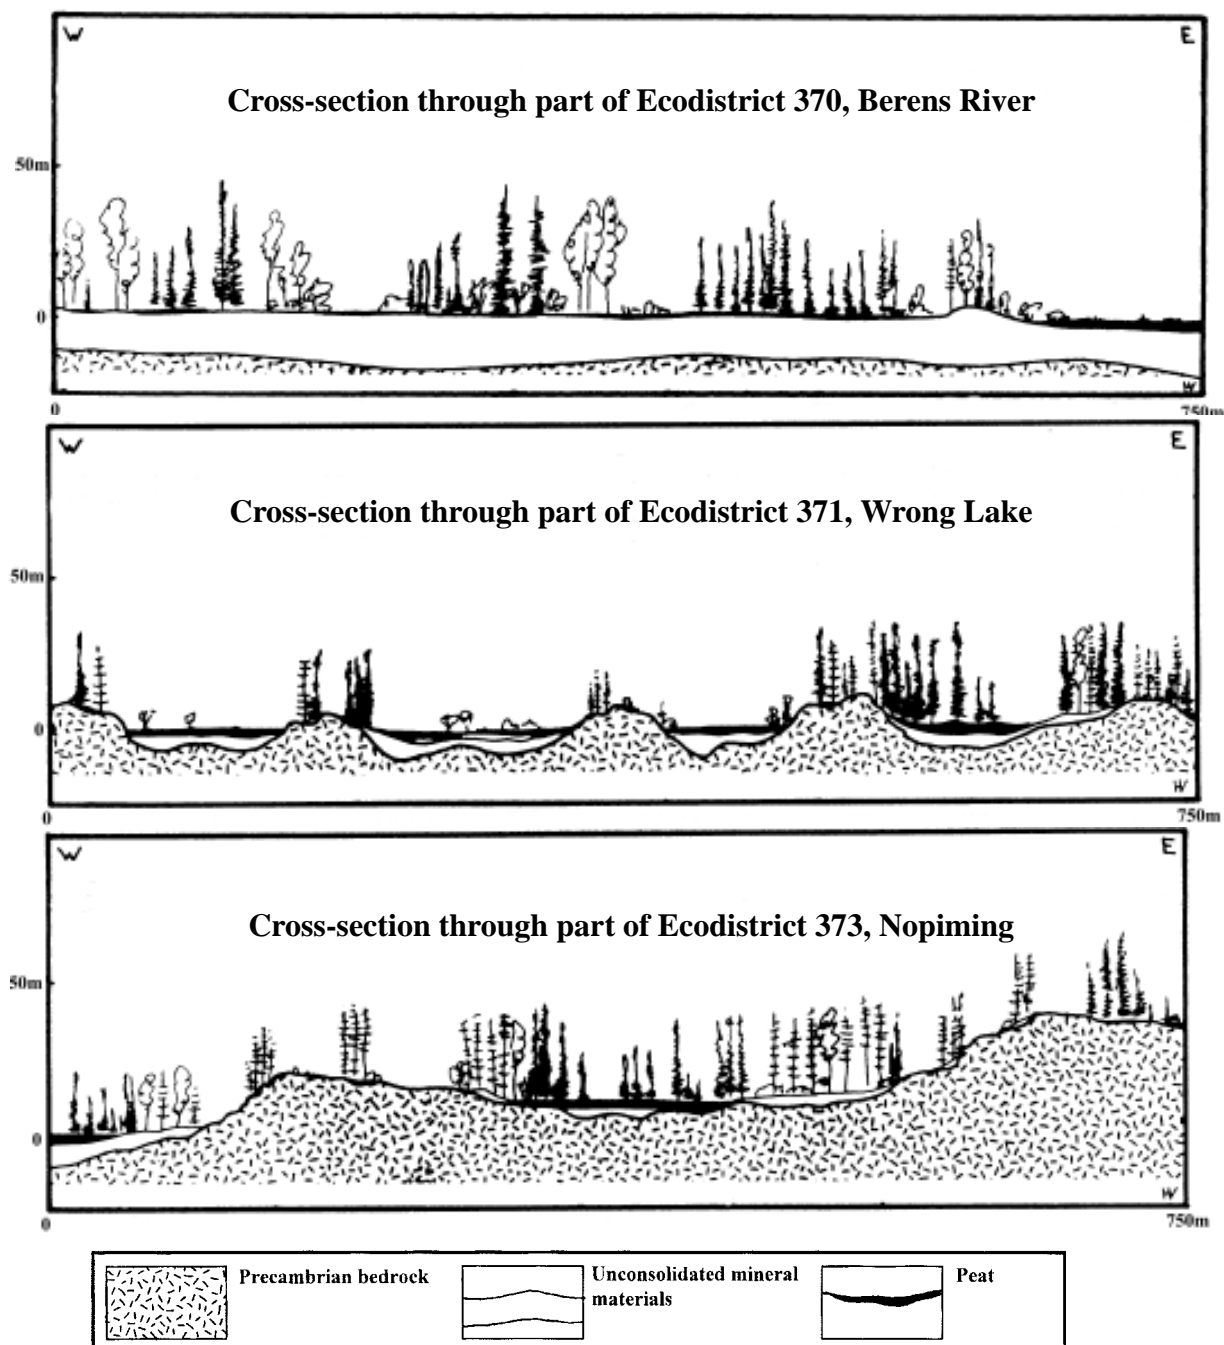 W E
Cross-section through part of Ecodistrict 370, Berens River
50m
0
W
0 750m
W E
Cross-section through part of Ecodistrict 371, Wrong Lake
50m
0
W
0 750m
W E
Cross-section through part of Ecodistrict 373, Nopiming
50m
0
W
0 750m
Precambrian bedrock Unconsolidated mineral Peat
materials